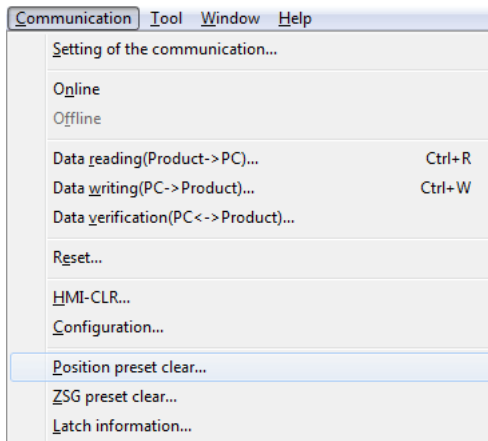 Communication Tool Window Help
Setting of the communication...
Online
Offline
Data reading(Product->PC)... Ctrl+R
Data writing(PC->Product)... Ctrl+W
Data verification(PC<->Product)...
Reset...
HMI-CLR...
Configuration...
Position preset clear...
ZSG preset clear...
Latch information...